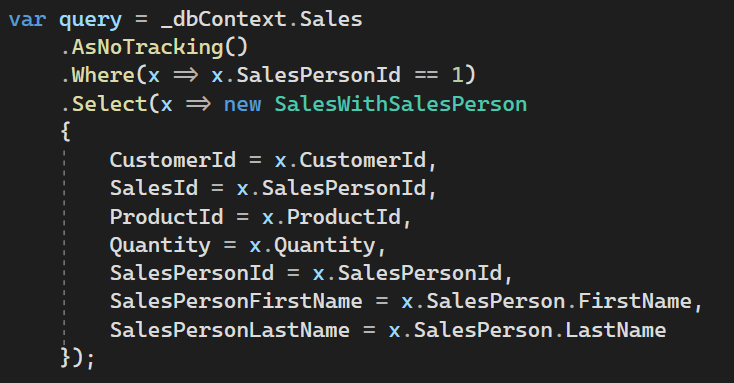 var query = _dbContext.Sales
.AsNoTracking()
.Where(x => x.SalesPersonId == 1)
.Select(x => new SalesWithSalesPerson
{
CustomerId = x.CustomerId,
SalesId = x.SalesPersonId,
ProductId = x.ProductId,
Quantity = x.Quantity,
SalesPersonId = x.SalesPersonId,
SalesPersonFirstName = x.SalesPerson.FirstName,
SalesPersonLastName = x.SalesPerson.LastName
});